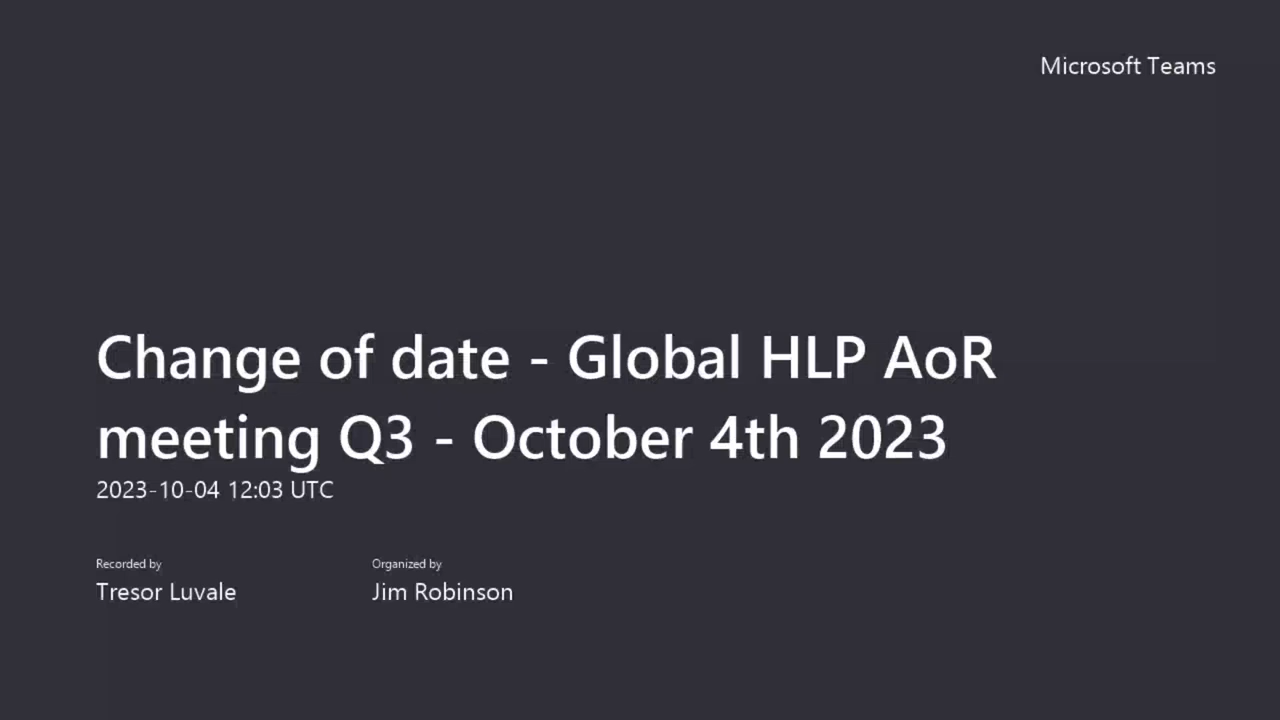 Microsoft Teams
Change of date - Global HLP AoR
meeting Q3 - October 4th 2023
2023-10-04 12:03 UTC
Recorded by
Organized by
Tresor Luvale
Jim Robinson